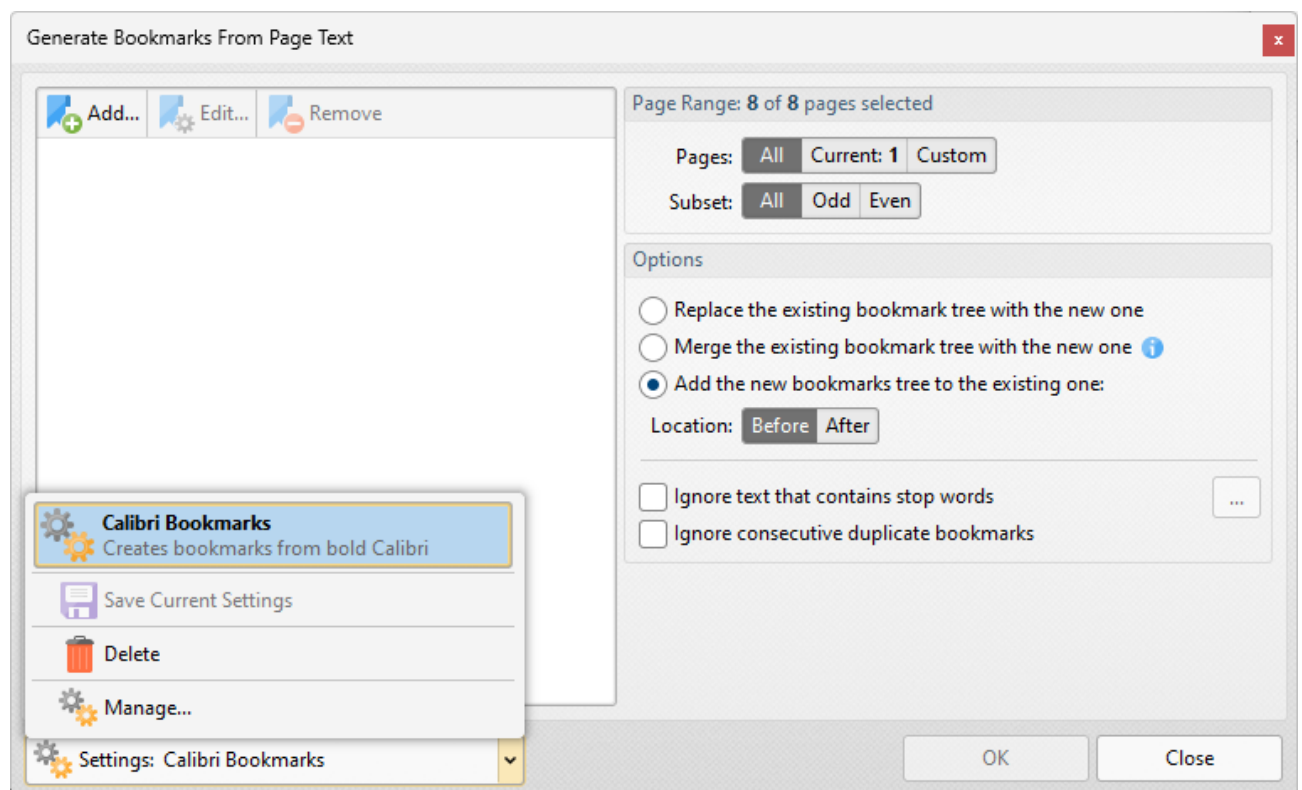 Generate Bookmarks From Page Text
x
Add... Edit... Remove
Page Range: 8 of 8 pages selected
Pages: All Current: 1 Custom
Subset: All Odd Even
Options
Replace the existing bookmark tree with the new one
Merge the existing bookmark tree with the new one i
Add the new bookmarks tree to the existing one:
Location: Before After
Ignore text that contains stop words ...
Ignore consecutive duplicate bookmarks
Calibri Bookmarks
Creates bookmarks from bold Calibri
Save Current Settings
Delete
Manage...
Settings: Calibri Bookmarks
OK Close